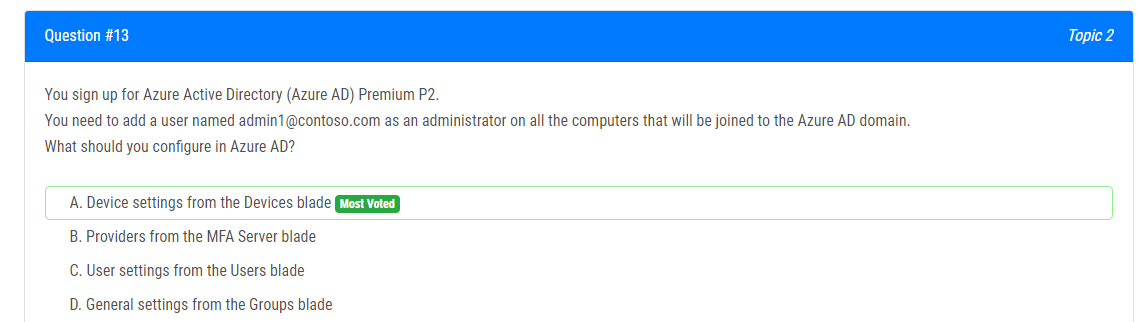 Question #13 Topic 2
You sign up for Azure Active Directory (Azure AD) Premium P2.
You need to add a user named admin1@contoso.com as an administrator on all the computers that will be joined to the Azure AD domain.
What should you configure in Azure AD?
A. Device settings from the Devices blade Most Voted
B. Providers from the MFA Server blade
C. User settings from the Users blade
D. General settings from the Groups blade